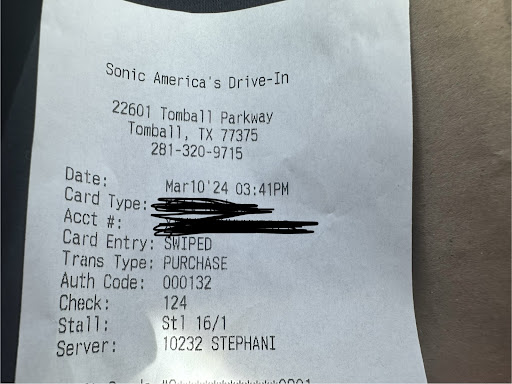 Sonic America's Drive-In
22601 Tomball Parkway
Tomball, TX 77375
281-320-9715
Date: Mar10'24 03:41PM
Card Type:
Acct #:
Card Entry: SWIPED
Trans Type: PURCHASE
Auth Code: 000132
Check: 124
Stall: Stl 16/1
Server: 10232 STEPHANI